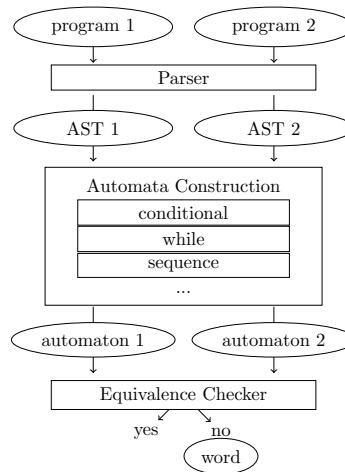 program 1 program 2
Parser
AST 1 AST 2
Automata Construction
conditional
while
sequence
...
automaton 1 automaton 2
Equivalence Checker
yes no
word